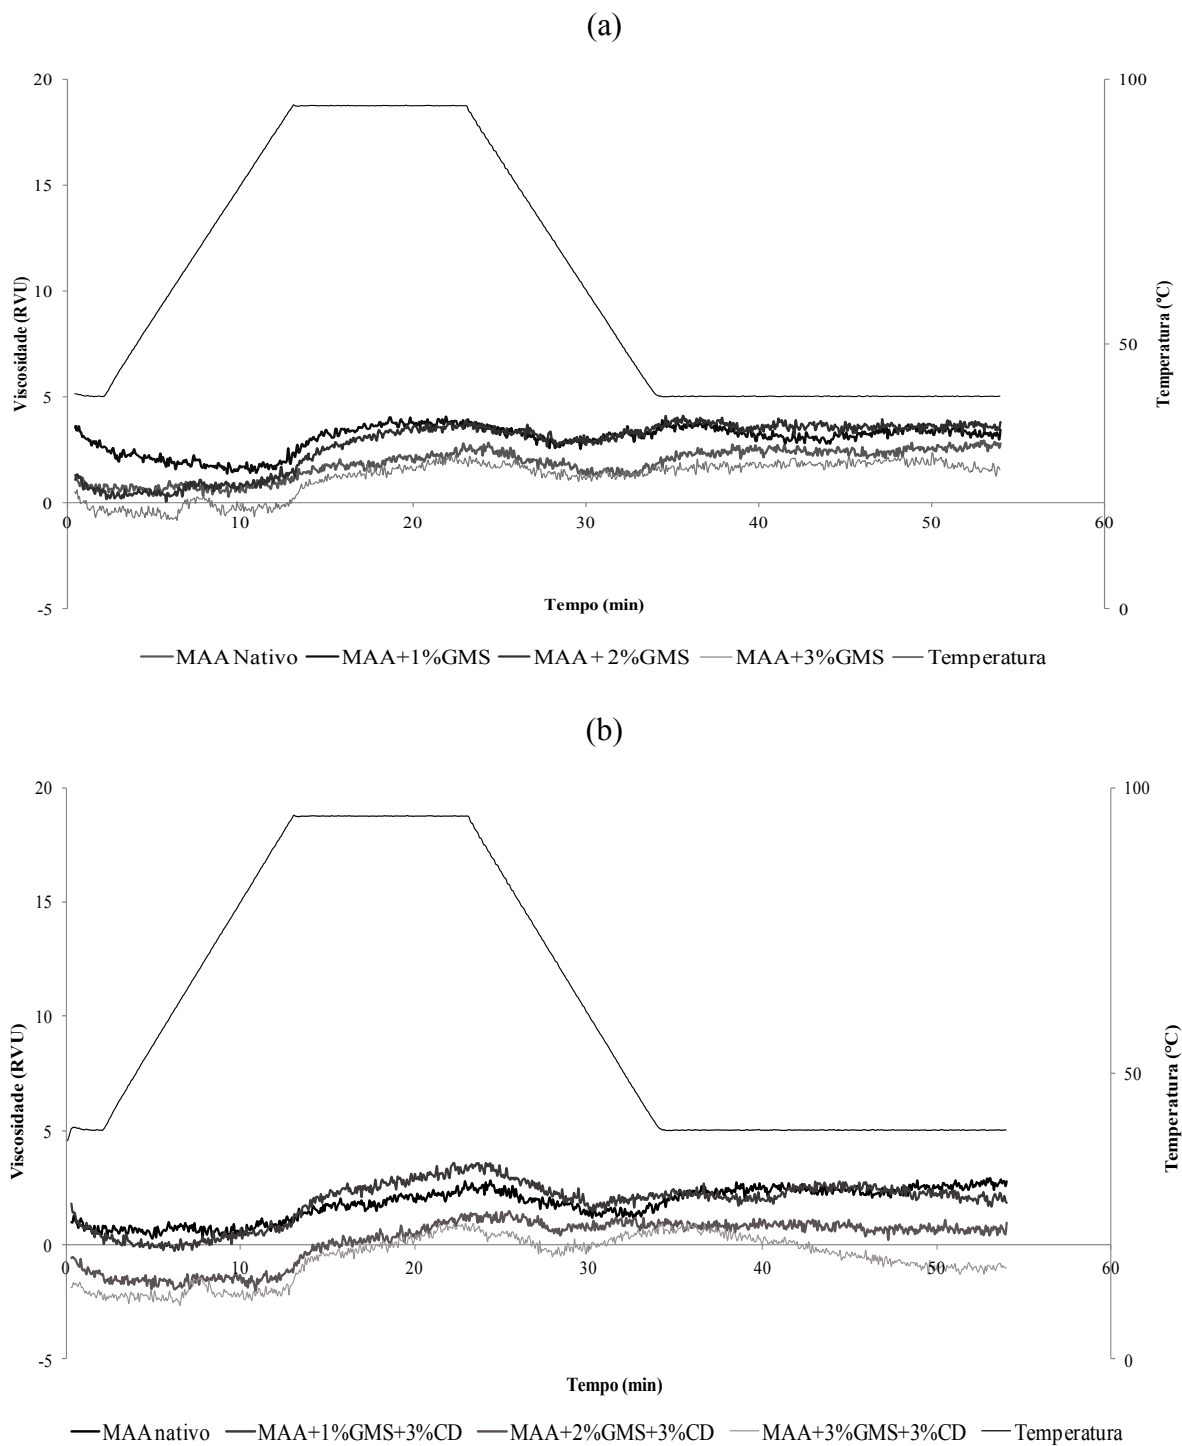 (a)
20
15
10
5
0
-5
Viscosidade (RVU)
100
50
0
Temperatura (°C)
0 10 20 30 40 50 60
Tempo (min)
MAA Nativo MAA+1%GMS MAA + 2%GMS MAA+3%GMS Temperatura
(b)
20
15
10
5
0
-5
Viscosidade (RVU)
100
50
0
Temperatura (°C)
0 10 20 30 40 50 60
Tempo (min)
MAA nativo MAA+1%GMS+3%CD MAA+2%GMS+3%CD MAA+3%GMS+3%CD Temperatura